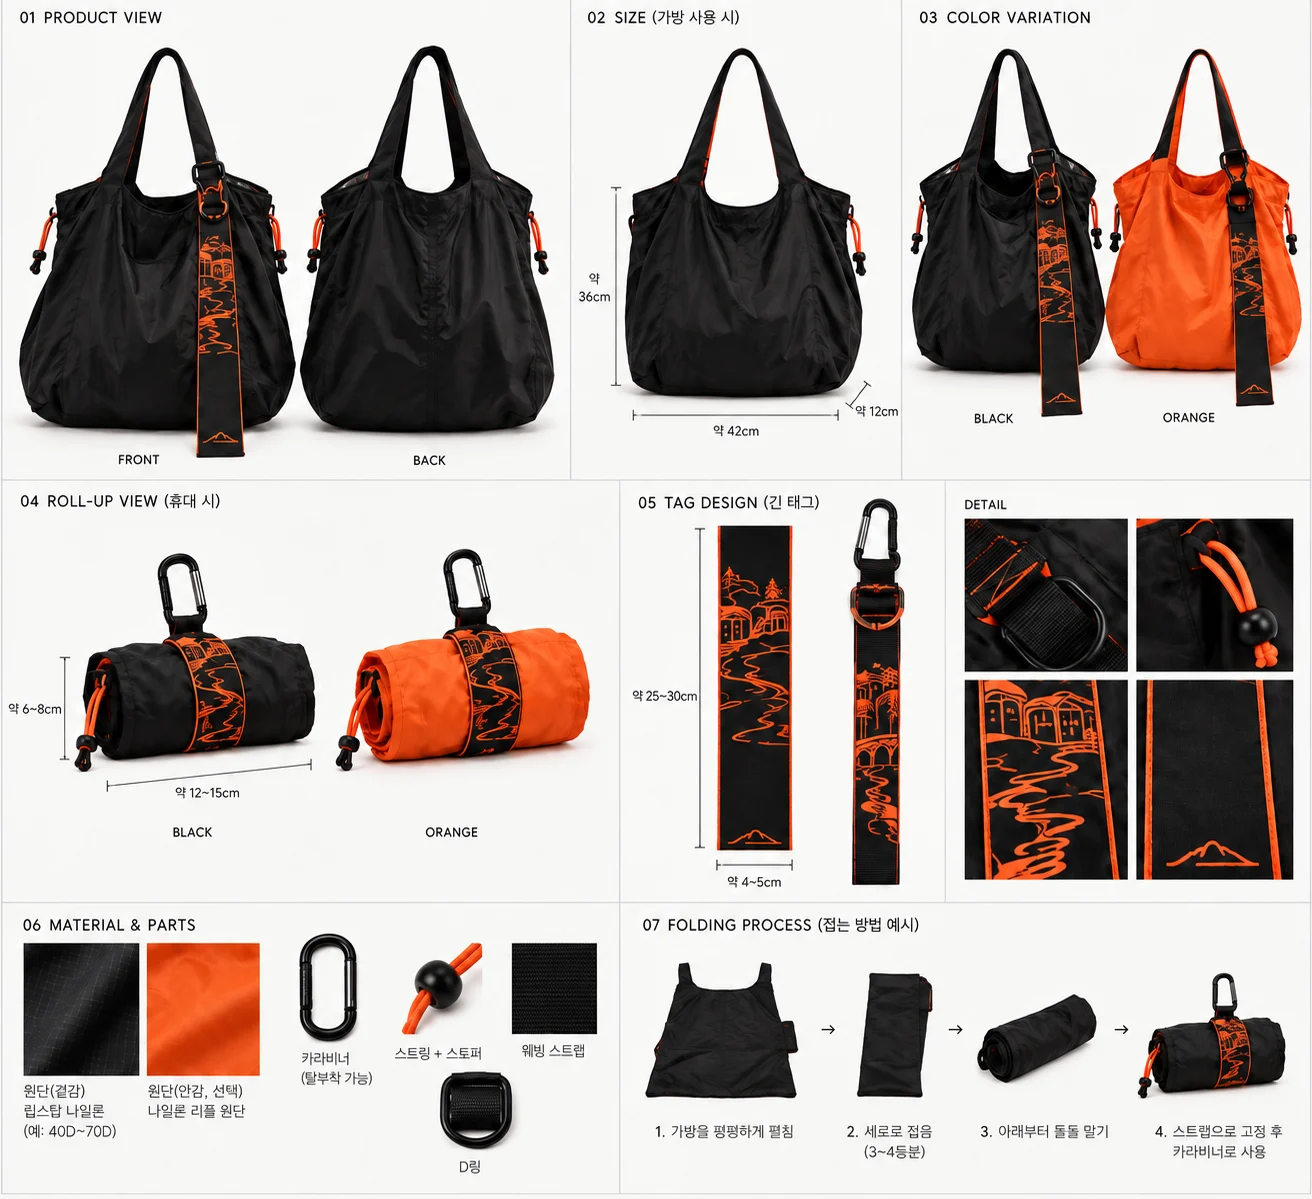 01 PRODUCT VIEW
FRONT
BACK
02 SIZE (가방 사용 시)
약
36cm
약 12cm
약 42cm
03 COLOR VARIATION
BLACK
ORANGE
04 ROLL-UP VIEW (휴대 시)
약 6~8cm
약 12~15cm
BLACK
ORANGE
05 TAG DESIGN (긴 태그)
약 25~30cm
약 4~5cm
DETAIL
06 MATERIAL & PARTS
원단(겉감)
립스탑 나일론
(예: 40D~70D)
원단(안감, 선택)
나일론 리플 원단
카라비너
(탈부착 가능)
스트링 + 스토퍼
웨빙 스트랩
D링
07 FOLDING PROCESS (접는 방법 예시)
1. 가방을 평평하게 펼침
2. 세로로 접음
(3~4등분)
3. 아래부터 돌돌 말기
4. 스트랩으로 고정 후
카라비너로 사용